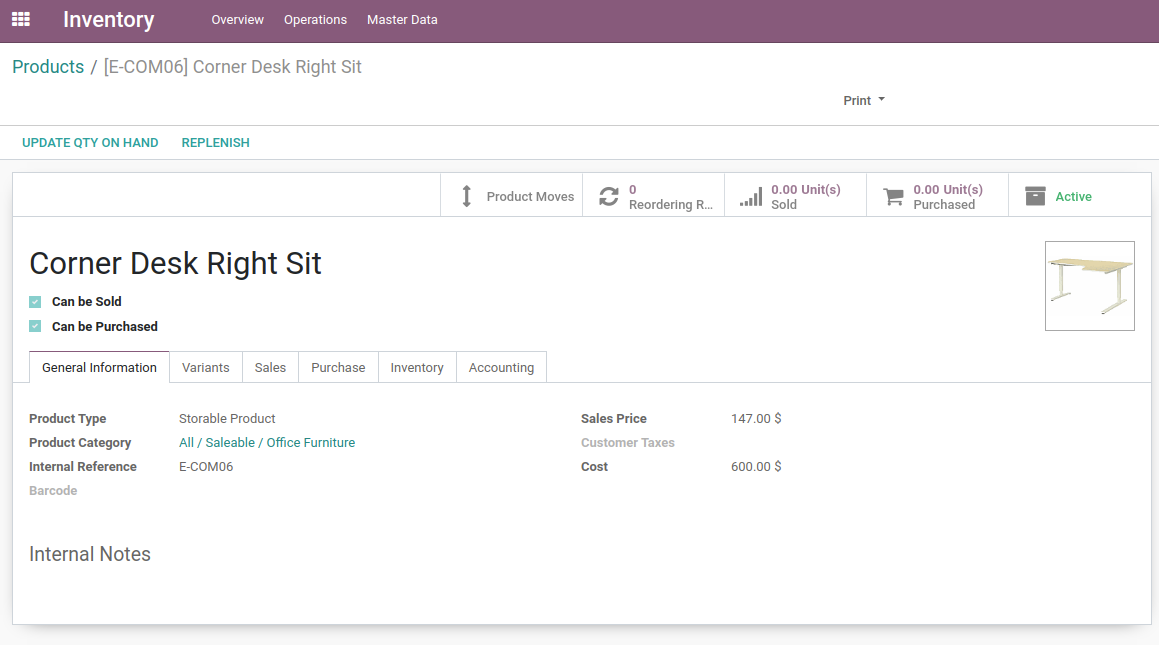 Inventory Overview Operations Master Data
Products / [E-COM06] Corner Desk Right Sit
Print
UPDATE QTY ON HAND REPLENISH
Product Moves
0
Reordering R...
0.00 Unit(s)
Sold
0.00 Unit(s)
Purchased
Active
Corner Desk Right Sit
Can be Sold
Can be Purchased
General Information Variants Sales Purchase Inventory Accounting
Product Type Storable Product
Product Category All / Saleable / Office Furniture
Internal Reference E-COM06
Barcode
Sales Price 147.00 $
Customer Taxes
Cost 600.00 $
Internal Notes